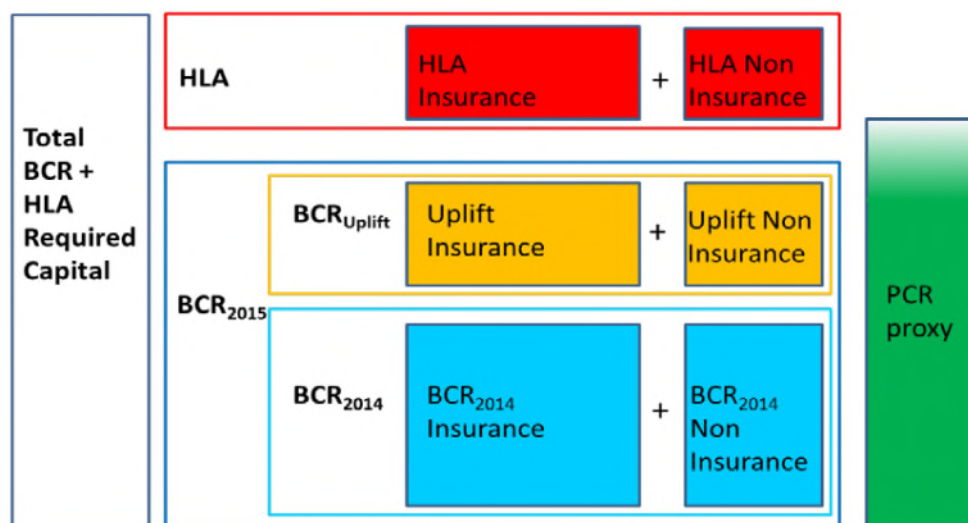 Total
BCR +
HLA
Required
Capital
HLA
HLA
Insurance
+
HLA Non
Insurance
BCR2015
BCRUplift
Uplift
Insurance
+
Uplift Non
Insurance
BCR2014
BCR2014
Insurance
+
BCR2014
Non
Insurance
PCR
proxy